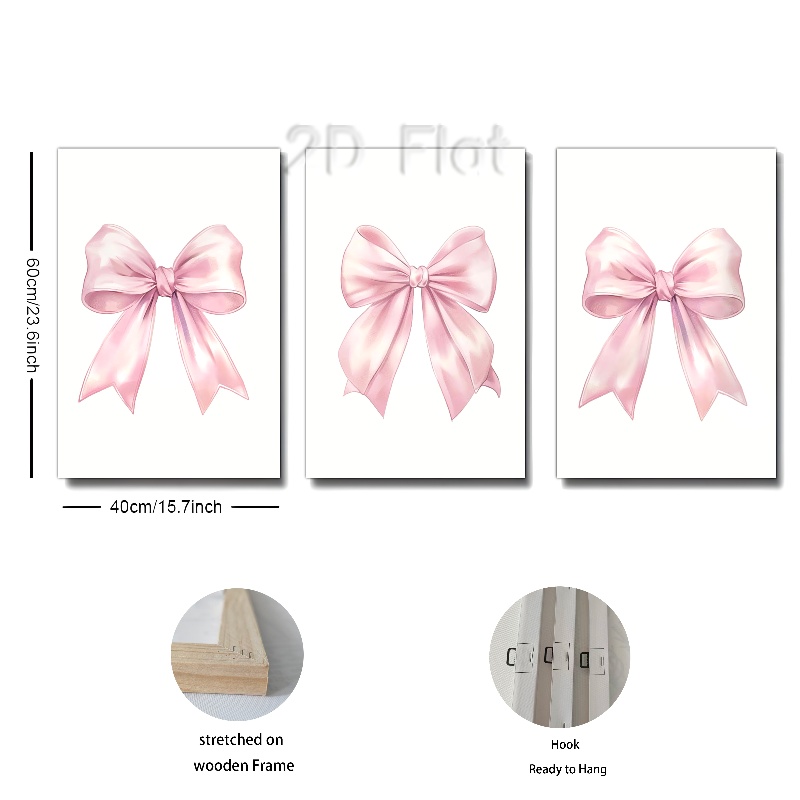 2D Flat
60cm/23.6inch
40cm/15.7inch
stretched on
wooden Frame
Hook
Ready to Hang